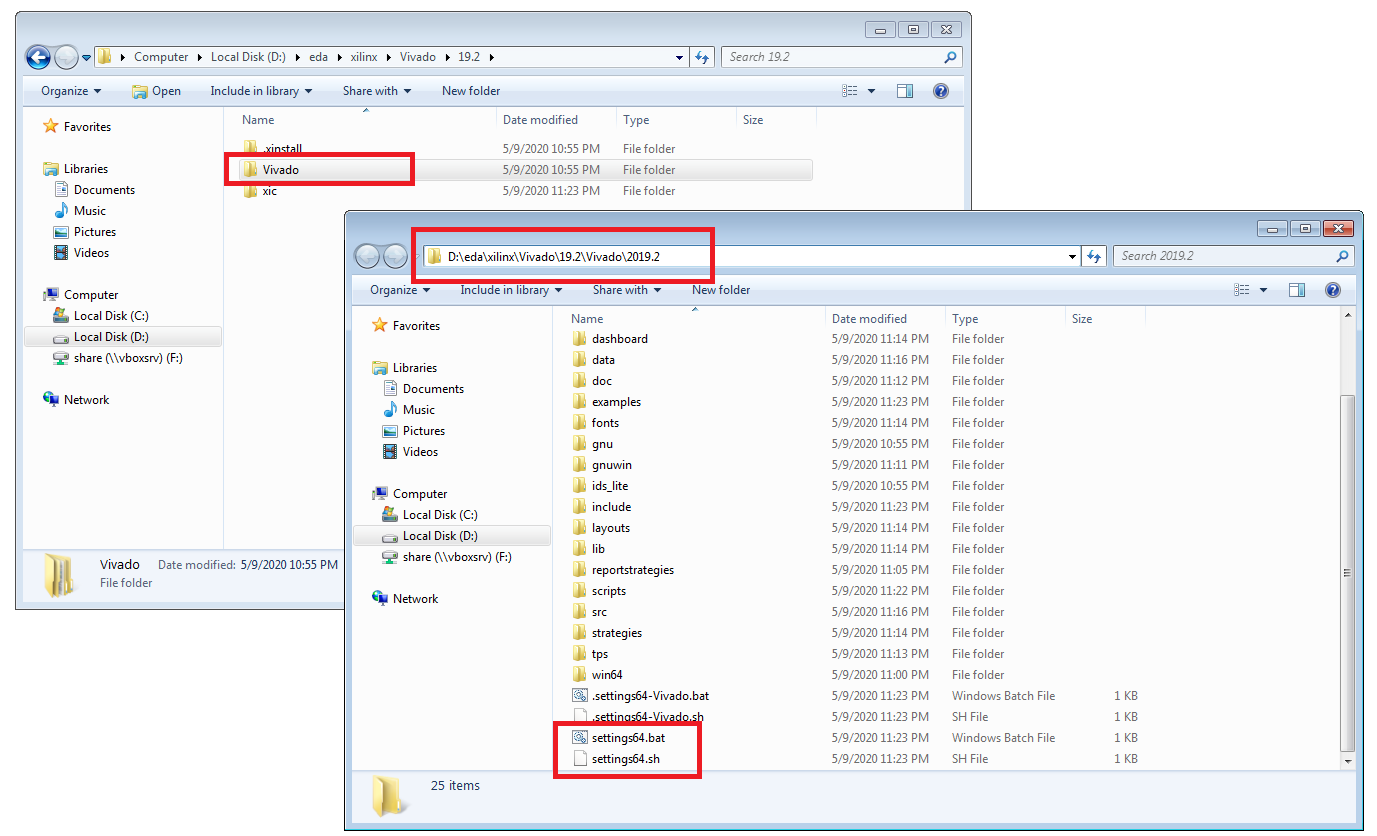 Computer Local Disk (D:) eda xilinx Vivado 19.2 Search 19.2
Organize Open Include in library Share with New folder
Favorites
Libraries
Documents
Music
Pictures
Videos
Computer
Local Disk (C:)
Local Disk (D:)
share (\\vboxsrv) (F:)
Network
Name Date modified Type Size
.xinstall 5/9/2020 10:55 PM File folder
Vivado 5/9/2020 10:55 PM File folder
xic 5/9/2020 11:23 PM File folder
Vivado Date modified: 5/9/2020 10:55 PM
File folder
D:\eda\xilinx\Vivado\19.2\Vivado\2019.2 Search 2019.2
Organize Include in library Share with New folder
Favorites
Libraries
Documents
Music
Pictures
Videos
Computer
Local Disk (C:)
Local Disk (D:)
share (\\vboxsrv) (F:)
Network
Name Date modified Type Size
dashboard 5/9/2020 11:14 PM File folder
data 5/9/2020 11:16 PM File folder
doc 5/9/2020 11:12 PM File folder
examples 5/9/2020 11:23 PM File folder
fonts 5/9/2020 11:14 PM File folder
gnu 5/9/2020 10:55 PM File folder
gnuwin 5/9/2020 11:11 PM File folder
ids_lite 5/9/2020 10:55 PM File folder
include 5/9/2020 11:23 PM File folder
layouts 5/9/2020 11:14 PM File folder
lib 5/9/2020 11:14 PM File folder
reportstrategies 5/9/2020 11:05 PM File folder
scripts 5/9/2020 11:22 PM File folder
src 5/9/2020 11:16 PM File folder
strategies 5/9/2020 11:14 PM File folder
tps 5/9/2020 11:13 PM File folder
win64 5/9/2020 11:00 PM File folder
.settings64-Vivado.bat 5/9/2020 11:23 PM Windows Batch File 1 KB
.settings64-Vivado.sh 5/9/2020 11:23 PM SH File 1 KB
settings64.bat 5/9/2020 11:23 PM Windows Batch File 1 KB
settings64.sh 5/9/2020 11:23 PM SH File 1 KB
25 items